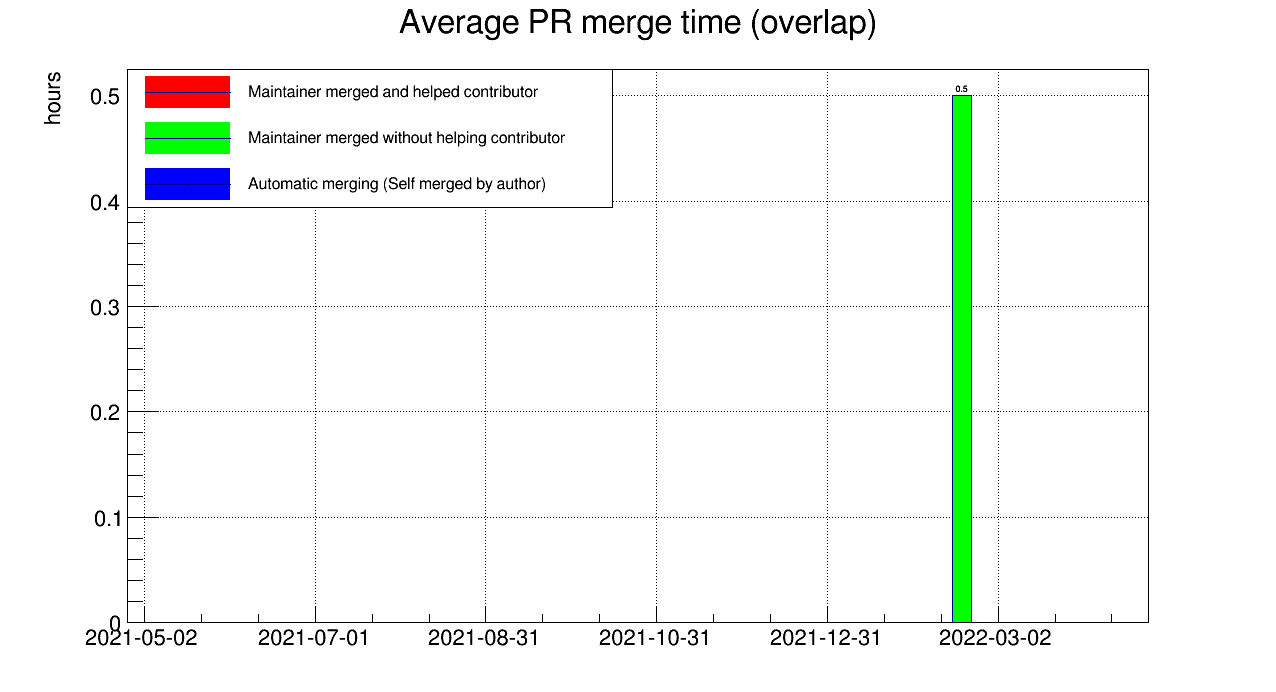 Average PR merge time (overlap)
hours
Maintainer merged and helped contributor
Maintainer merged without helping contributor
Automatic merging (Self merged by author)
0.5
0.5
0.4
0.3
0.2
0.1
0
2021-05-02 2021-07-01 2021-08-31 2021-10-31 2021-12-31 2022-03-02